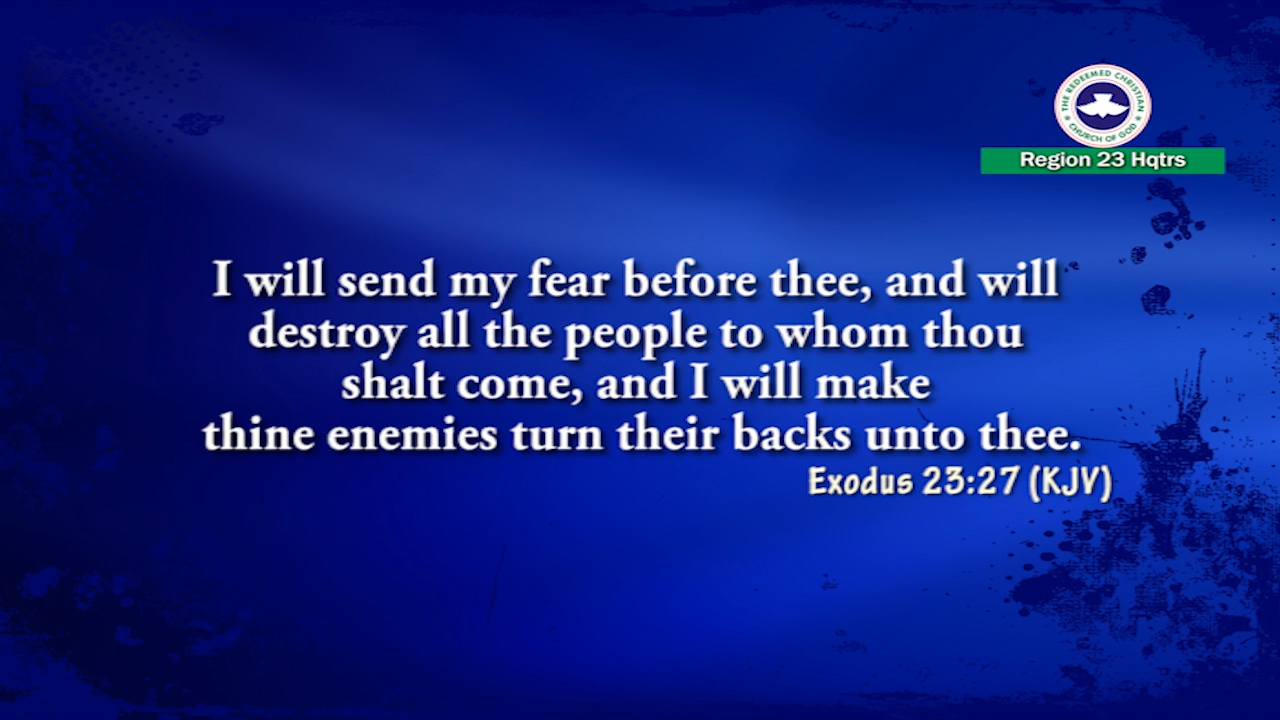 THE REDEEMED CHRISTIAN
CHURCH OF GOD
Region 23 Hqtrs
I will send my fear before thee, and will
destroy all the people to whom thou
shalt come, and I will make
thine enemies turn their backs unto thee.
Exodus 23:27 (KJV)